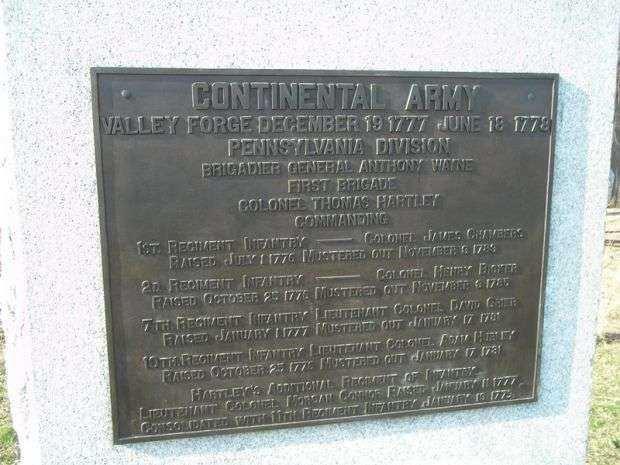 CONTINENTAL ARMY
VALLEY FORGE DECEMBER 19 1777 JUNE 18 1778
PENNSYLVANIA DIVISION
BRIGADIER GENERAL ANTHONY WAYNE
FIRST BRIGADE
COLONEL THOMAS HARTLEY
COMMANDING
1ST REGIMENT INFANTRY —— COLONEL JAMES CHAMBERS
RAISED JULY 1 1776 MUSTERED OUT NOVEMBER 3 1783
2D REGIMENT INFANTRY —— COLONEL HENRY BICKER
RAISED OCTOBER 25 1776 MUSTERED OUT NOVEMBER 3 1783
7TH REGIMENT INFANTRY LIEUTENANT COLONEL DAVID GRIER
RAISED JANUARY 1 1777 MUSTERED OUT JANUARY 17 1781
10TH REGIMENT INFANTRY LIEUTENANT COLONEL ADAM HUBLEY
RAISED OCTOBER 25 1776 MUSTERED OUT JANUARY 17 1781
HARTLEY'S ADDITIONAL REGIMENT OF INFANTRY
LIEUTENANT COLONEL MORGAN CONNOR RAISED JANUARY 11 1777
CONSOLIDATED WITH 11TH REGIMENT INFANTRY JANUARY 13 1779